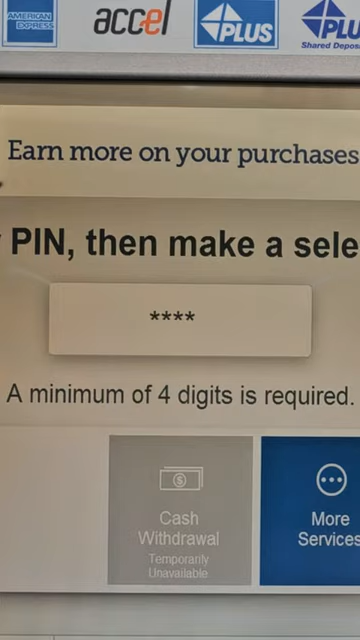 AMERICAN
EXPRESS
accel
PLUS
PLU
Shared Depos
Earn more on your purchases
PIN, then make a sele
****
A minimum of 4 digits is required.
Cash
Withdrawal
Temporarily
Unavailable
More
Services